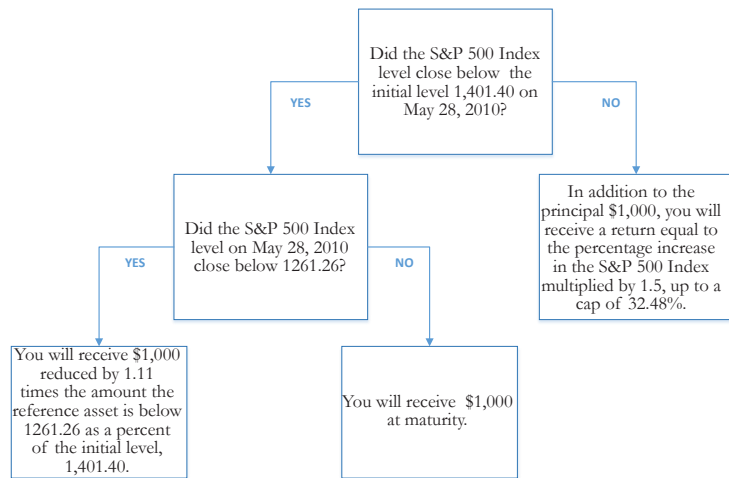 Did the S&P 500 Index
level close below the
initial level 1,401.40 on
May 28, 2010?
YES
NO
Did the S&P 500 Index
level on May 28, 2010
close below 1261.26?
In addition to the
principal $1,000, you will
receive a return equal to
the percentage increase
in the S&P 500 Index
multiplied by 1.5, up to a
cap of 32.48%.
YES
NO
You will receive $1,000
reduced by 1.11
times the amount the
reference asset is below
1261.26 as a percent
of the initial level,
1,401.40.
You will receive $1,000
at maturity.